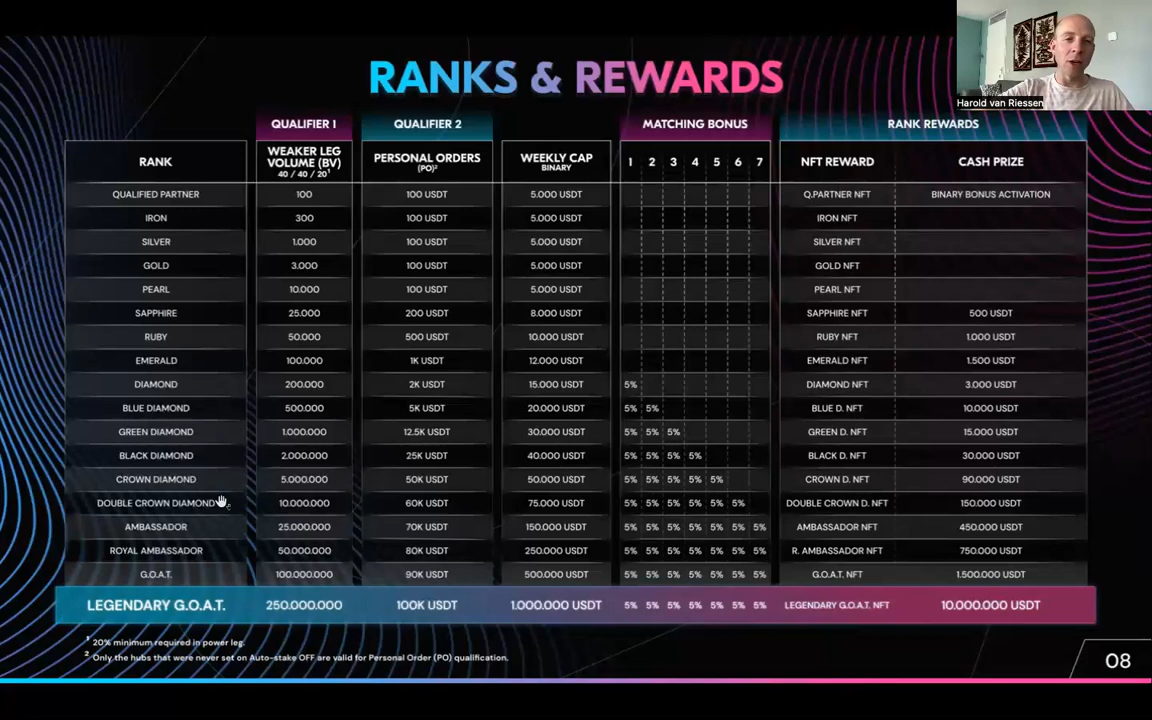 RANKS & REWARDS
Harold van Riessen
QUALIFIER 1 QUALIFIER 2 MATCHING BONUS RANK REWARDS
RANK WEAKER LEG VOLUME (BV) 40 / 40 / 20¹ PERSONAL ORDERS (PO)² WEEKLY CAP BINARY 1 2 3 4 5 6 7 NFT REWARD CASH PRIZE
QUALIFIED PARTNER 100 100 USDT 5.000 USDT Q.PARTNER NFT BINARY BONUS ACTIVATION
IRON 300 100 USDT 5.000 USDT IRON NFT
SILVER 1.000 100 USDT 5.000 USDT SILVER NFT
GOLD 3.000 100 USDT 5.000 USDT GOLD NFT
PEARL 10.000 100 USDT 5.000 USDT PEARL NFT
SAPPHIRE 25.000 200 USDT 8.000 USDT SAPPHIRE NFT 500 USDT
RUBY 50.000 500 USDT 10.000 USDT RUBY NFT 1.000 USDT
EMERALD 100.000 1K USDT 12.000 USDT EMERALD NFT 1.500 USDT
DIAMOND 200.000 2K USDT 15.000 USDT 5% DIAMOND NFT 3.000 USDT
BLUE DIAMOND 500.000 5K USDT 20.000 USDT 5% 5% BLUE D. NFT 10.000 USDT
GREEN DIAMOND 1.000.000 12.5K USDT 30.000 USDT 5% 5% 5% GREEN D. NFT 15.000 USDT
BLACK DIAMOND 2.000.000 25K USDT 40.000 USDT 5% 5% 5% 5% BLACK D. NFT 30.000 USDT
CROWN DIAMOND 5.000.000 50K USDT 50.000 USDT 5% 5% 5% 5% 5% CROWN D. NFT 90.000 USDT
DOUBLE CROWN DIAMOND 10.000.000 60K USDT 75.000 USDT 5% 5% 5% 5% 5% 5% DOUBLE CROWN D. NFT 150.000 USDT
AMBASSADOR 25.000.000 70K USDT 150.000 USDT 5% 5% 5% 5% 5% 5% 5% AMBASSADOR NFT 450.000 USDT
ROYAL AMBASSADOR 50.000.000 80K USDT 250.000 USDT 5% 5% 5% 5% 5% 5% 5% R. AMBASSADOR NFT 750.000 USDT
G.O.A.T. 100.000.000 90K USDT 500.000 USDT 5% 5% 5% 5% 5% 5% 5% G.O.A.T. NFT 1.500.000 USDT
LEGENDARY G.O.A.T. 250.000.000 100K USDT 1.000.000 USDT 5% 5% 5% 5% 5% 5% 5% LEGENDARY G.O.A.T. NFT 10.000.000 USDT
¹ 20% minimum required in power leg.
² Only the hubs that were never set on Auto-stake OFF are valid for Personal Order (PO) qualification.
08